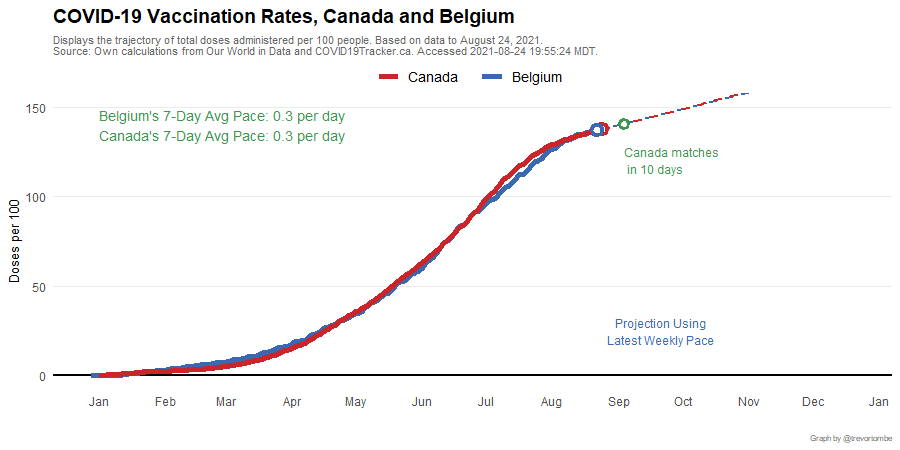 COVID-19 Vaccination Rates, Canada and Belgium
Displays the trajectory of total doses administered per 100 people. Based on data to August 24, 2021.
Source: Own calculations from Our World in Data and COVID19Tracker.ca. Accessed 2021-08-24 19:55:24 MDT.
Canada Belgium
150
Belgium's 7-Day Avg Pace: 0.3 per day
Canada's 7-Day Avg Pace: 0.3 per day
Canada matches
in 10 days
100
Doses per 100
50
Projection Using
Latest Weekly Pace
0
Jan Feb Mar Apr May Jun Jul Aug Sep Oct Nov Dec Jan
Graph by @trevortombe